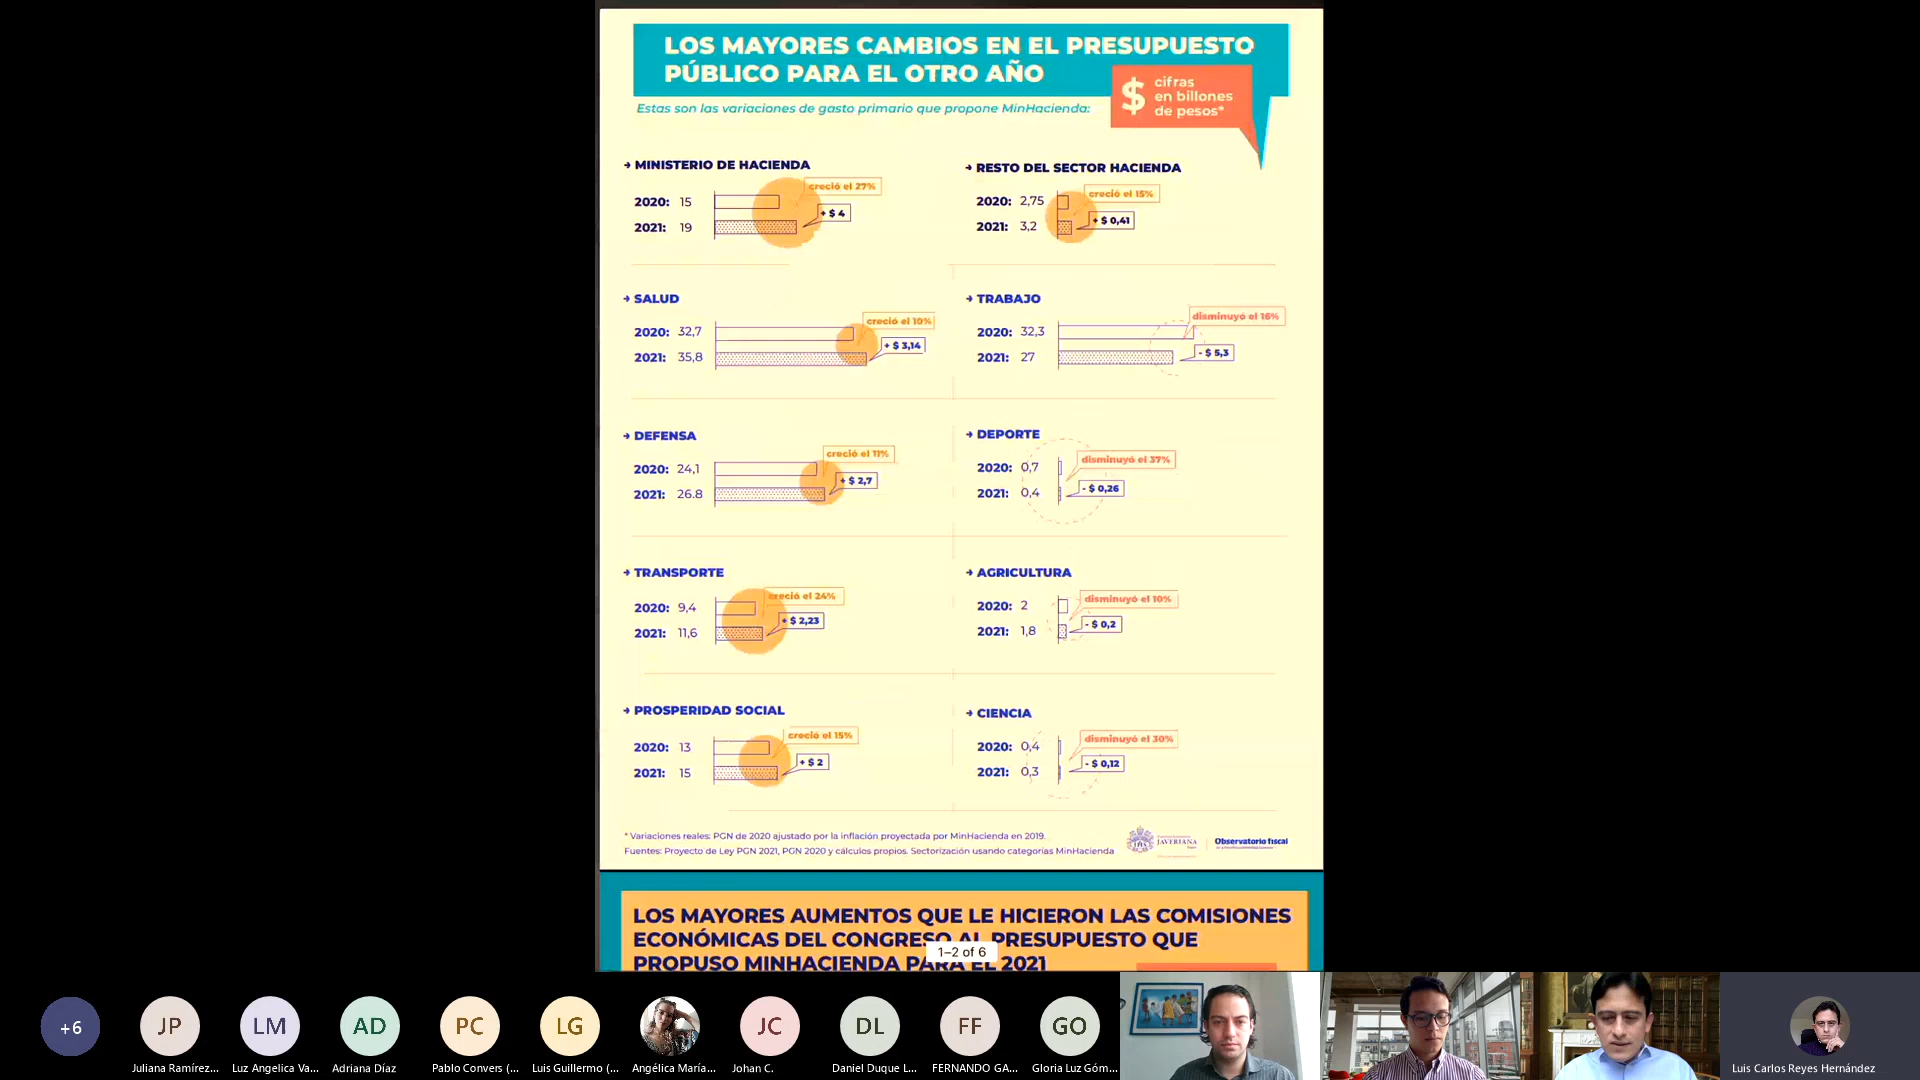 LOS MAYORES CAMBIOS EN EL PRESUPUESTO
PÚBLICO PARA EL OTRO AÑO
$ cifras
en billones
de pesos*
Estas son las variaciones de gasto primario que propone MinHacienda:
→ MINISTERIO DE HACIENDA
creció el 27%
2020: 15
+ $ 4
2021: 19
→ RESTO DEL SECTOR HACIENDA
creció el 15%
2020: 2,75
+ $ 0,41
2021: 3,2
→ SALUD
creció el 10%
2020: 32,7
+ $ 3,14
2021: 35,8
→ TRABAJO
disminuyó el 16%
2020: 32,3
- $ 5,3
2021: 27
→ DEFENSA
creció el 11%
2020: 24,1
+ $ 2,7
2021: 26.8
→ DEPORTE
disminuyó el 37%
2020: 0,7
- $ 0,26
2021: 0,4
→ TRANSPORTE
creció el 24%
2020: 9,4
+ $ 2,23
2021: 11,6
→ AGRICULTURA
disminuyó el 10%
2020: 2
- $ 0,2
2021: 1,8
→ PROSPERIDAD SOCIAL
creció el 15%
2020: 13
+ $ 2
2021: 15
→ CIENCIA
disminuyó el 30%
2020: 0,4
- $ 0,12
2021: 0,3
* Variaciones reales: PGN de 2020 ajustado por la inflación proyectada por MinHacienda en 2019.
Fuentes: Proyecto de Ley PGN 2021, PGN 2020 y cálculos propios. Sectorización usando categorías MinHacienda
JAVERIANA
Observatorio fiscal
LOS MAYORES AUMENTOS QUE LE HICIERON LAS COMISIONES
ECONÓMICAS DEL CONGRESO AL PRESUPUESTO QUE
PROPUSO MINHACIENDA PARA EL 2021
1–2 of 6
+6
JP
LM
AD
PC
LG
JC
DL
FF
GO
Juliana Ramírez...
Luz Angelica Va...
Adriana Díaz
Pablo Convers (...
Luis Guillermo (...
Angélica María...
Johan C.
Daniel Duque L...
FERNANDO GA...
Gloria Luz Góm...
Luis Carlos Reyes Hernández